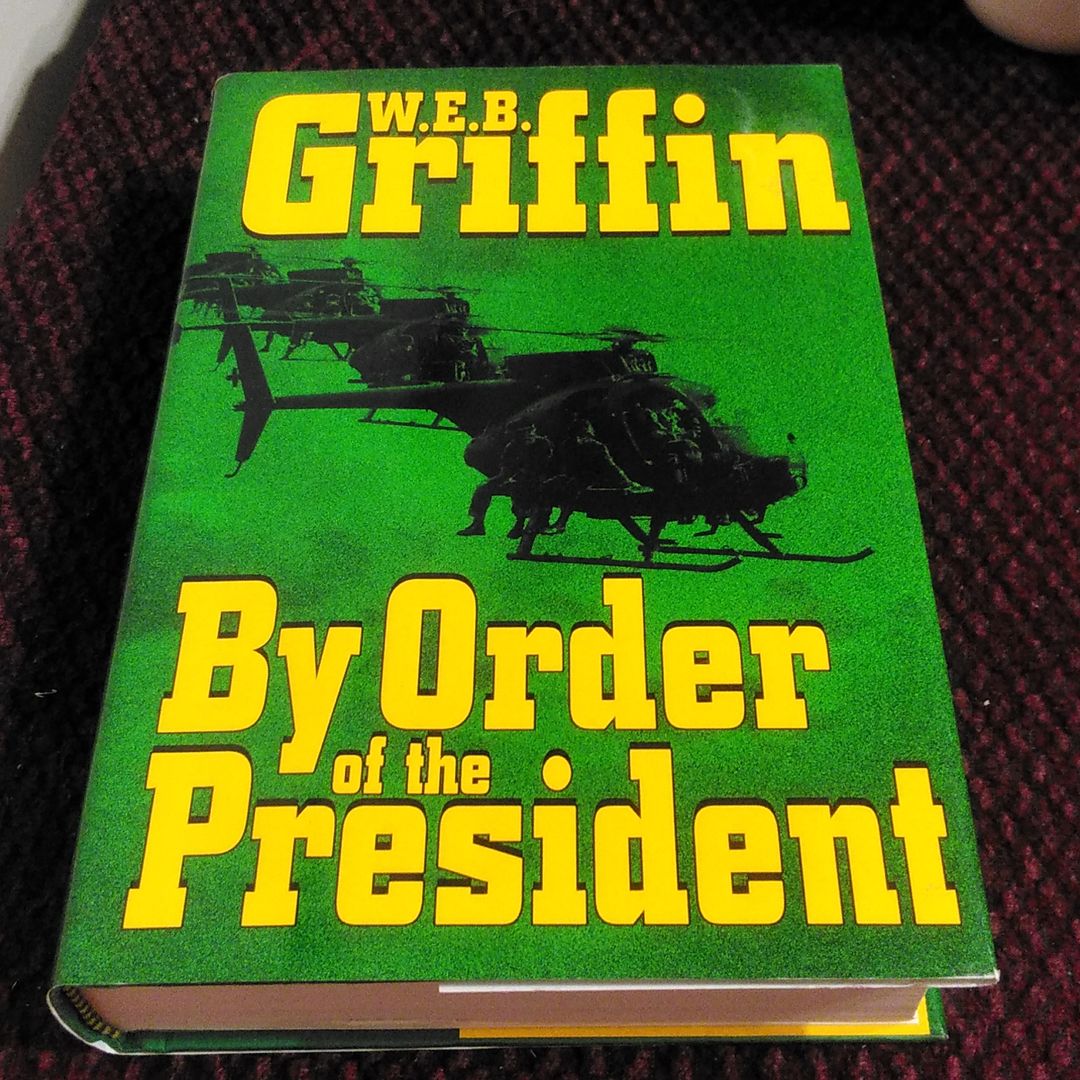 W.E.B.
Griffin
By Order
of the
President